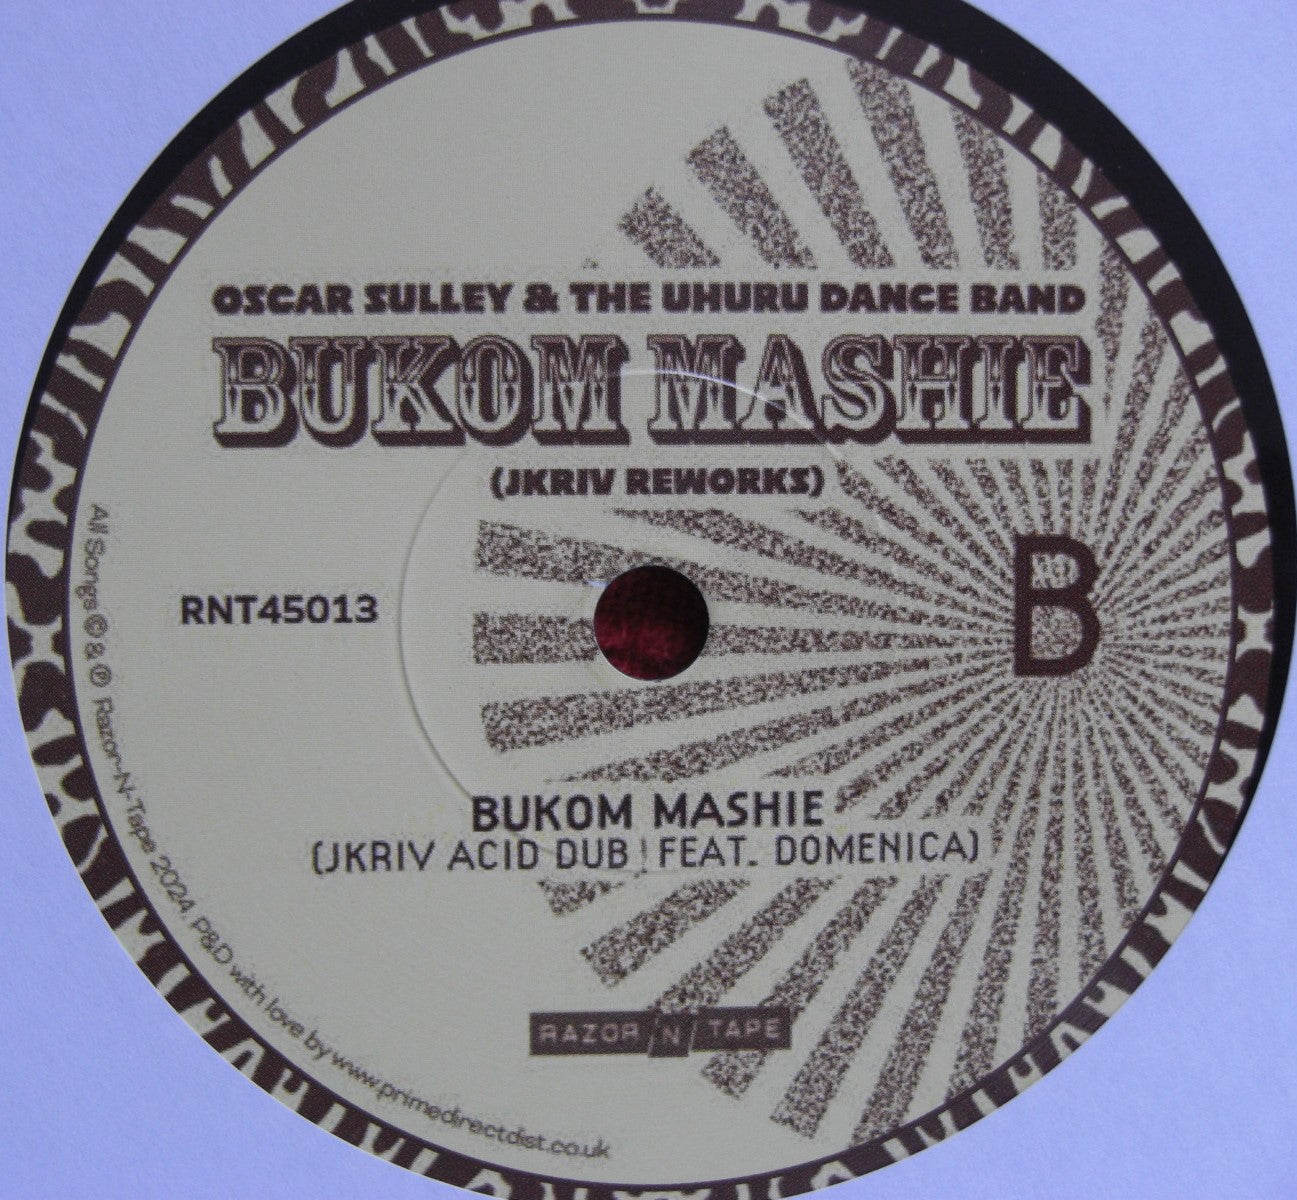 OSCAR SULLEY & THE UHURU DANCE BAND
BUKOM MASHIE
(JKRIV REWORKS)
B
RNT45013
BUKOM MASHIE
(JKRIV ACID DUB | FEAT. DOMENICA)
RAZOR /N/ TAPE
All Songs © & ℗ Razor-N-Tape 2024, P&D with love by www.primedirectdist.co.uk